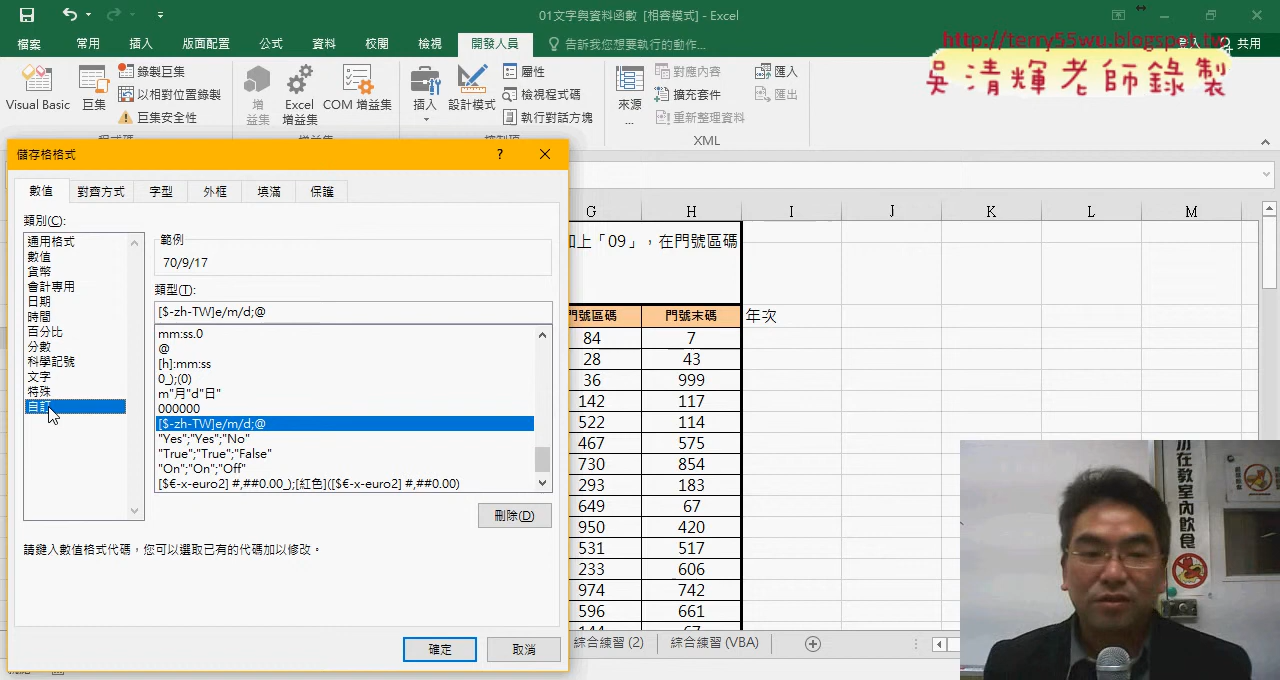 01文字與資料函數 [相容模式] - Excel
檔案 常用 插入 版面配置 公式 資料 校閱 檢視 開發人員 告訴我您想要執行的動作... 登入 共用
http://terry55wu.blogspot.tw
吳清輝老師錄製
Visual Basic 巨集 錄製巨集 以相對位置錄製 巨集安全性
增益集 Excel 增益集 COM 增益集
插入 設計模式 屬性 檢視程式碼 執行對話方塊
來源 ... 對應內容 擴充套件 重新整理資料 匯入 匯出
XML
儲存格格式 ?
數值 對齊方式 字型 外框 填滿 保護
類別(C):
通用格式
數值
貨幣
會計專用
日期
時間
百分比
分數
科學記號
文字
特殊
自訂
範例
70/9/17
類型(T):
[$-zh-TW]e/m/d;@
mm:ss.0
@
[h]:mm:ss
0_);(0)
m"月"d"日"
000000
[$-zh-TW]e/m/d;@
"Yes";"Yes";"No"
"True";"True";"False"
"On";"On";"Off"
[$€-x-euro2] #,##0.00_);[紅色]([$€-x-euro2] #,##0.00)
刪除(D)
請鍵入數值格式代碼，您可以選取已有的代碼加以修改。
確定 取消
G H I J K L M
加上「09」，在門號區碼
門號區碼 門號末碼 年次
84 7
28 43
36 999
142 117
522 114
467 575
730 854
293 183
649 67
950 420
531 517
233 606
974 742
596 661
144 67
綜合練習 (2) 綜合練習 (VBA)
勿在教室內飲食